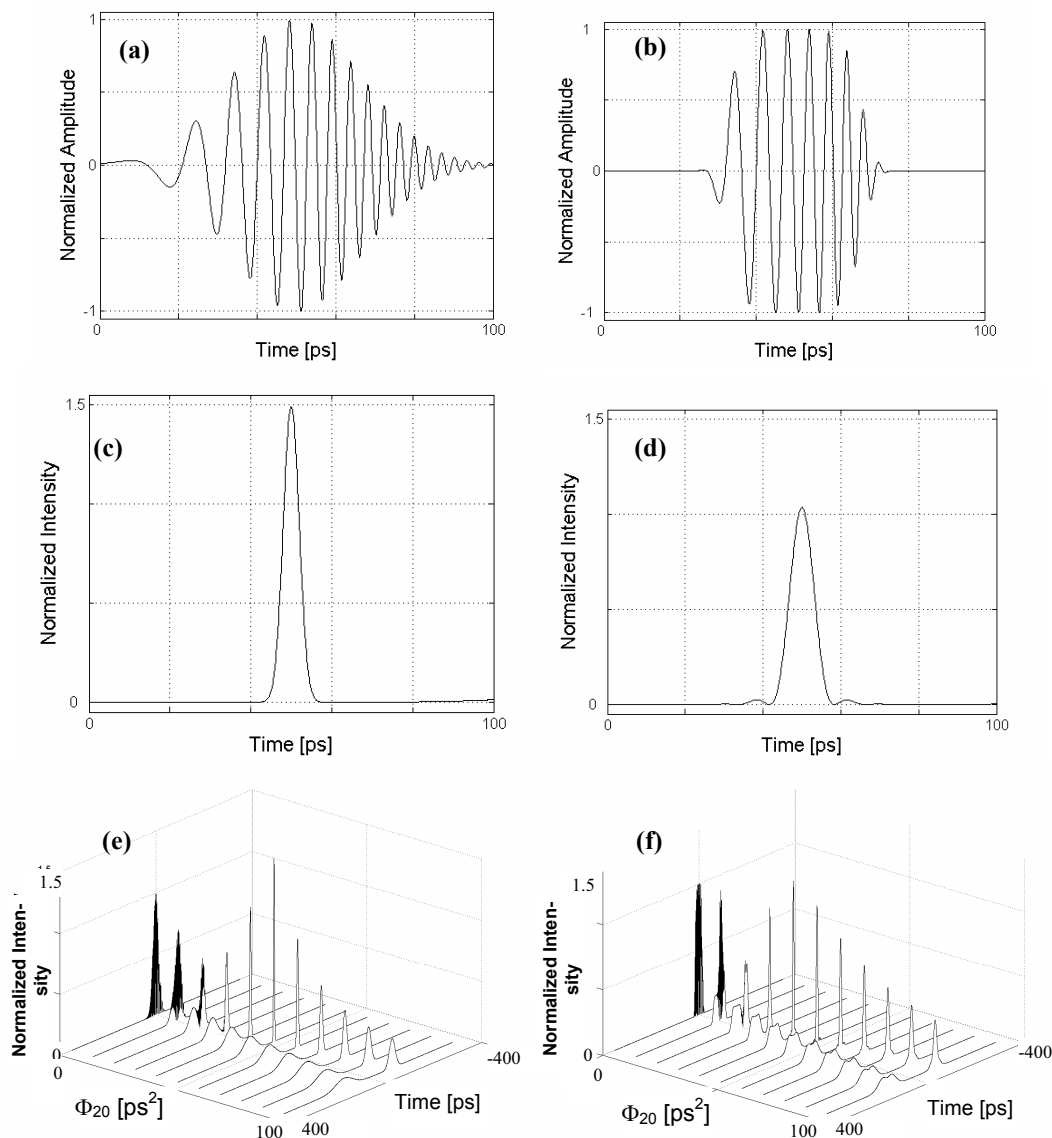 (a)
1
0
-1
Normalized Amplitude
0
100
Time [ps]
(b)
1
0
-1
Normalized Amplitude
0
100
Time [ps]
(c)
1.5
0
Normalized Intensity
0
100
Time [ps]
(d)
1.5
0
Normalized Intensity
0
100
Time [ps]
(e)
1.5
Normalized Inten-
sity
0
0
Φ20 [ps2]
100
400
Time [ps]
-400
(f)
1.5
Normalized Inten-
sity
0
0
Φ20 [ps2]
100
400
Time [ps]
-400